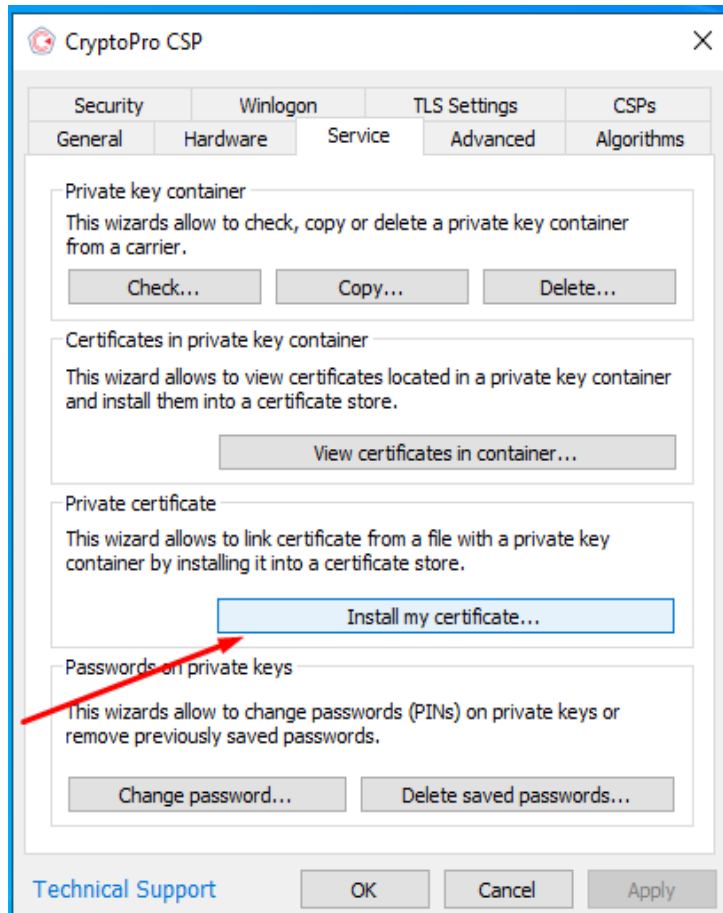 CryptoPro CSP
Security Winlogon TLS Settings CSPs
General Hardware Service Advanced Algorithms
Private key container
This wizards allow to check, copy or delete a private key container
from a carrier.
Check... Copy... Delete...
Certificates in private key container
This wizard allows to view certificates located in a private key container
and install them into a certificate store.
View certificates in container...
Private certificate
This wizard allows to link certificate from a file with a private key
container by installing it into a certificate store.
Install my certificate...
Passwords on private keys
This wizards allow to change passwords (PINs) on private keys or
remove previously saved passwords.
Change password... Delete saved passwords...
Technical Support OK Cancel Apply